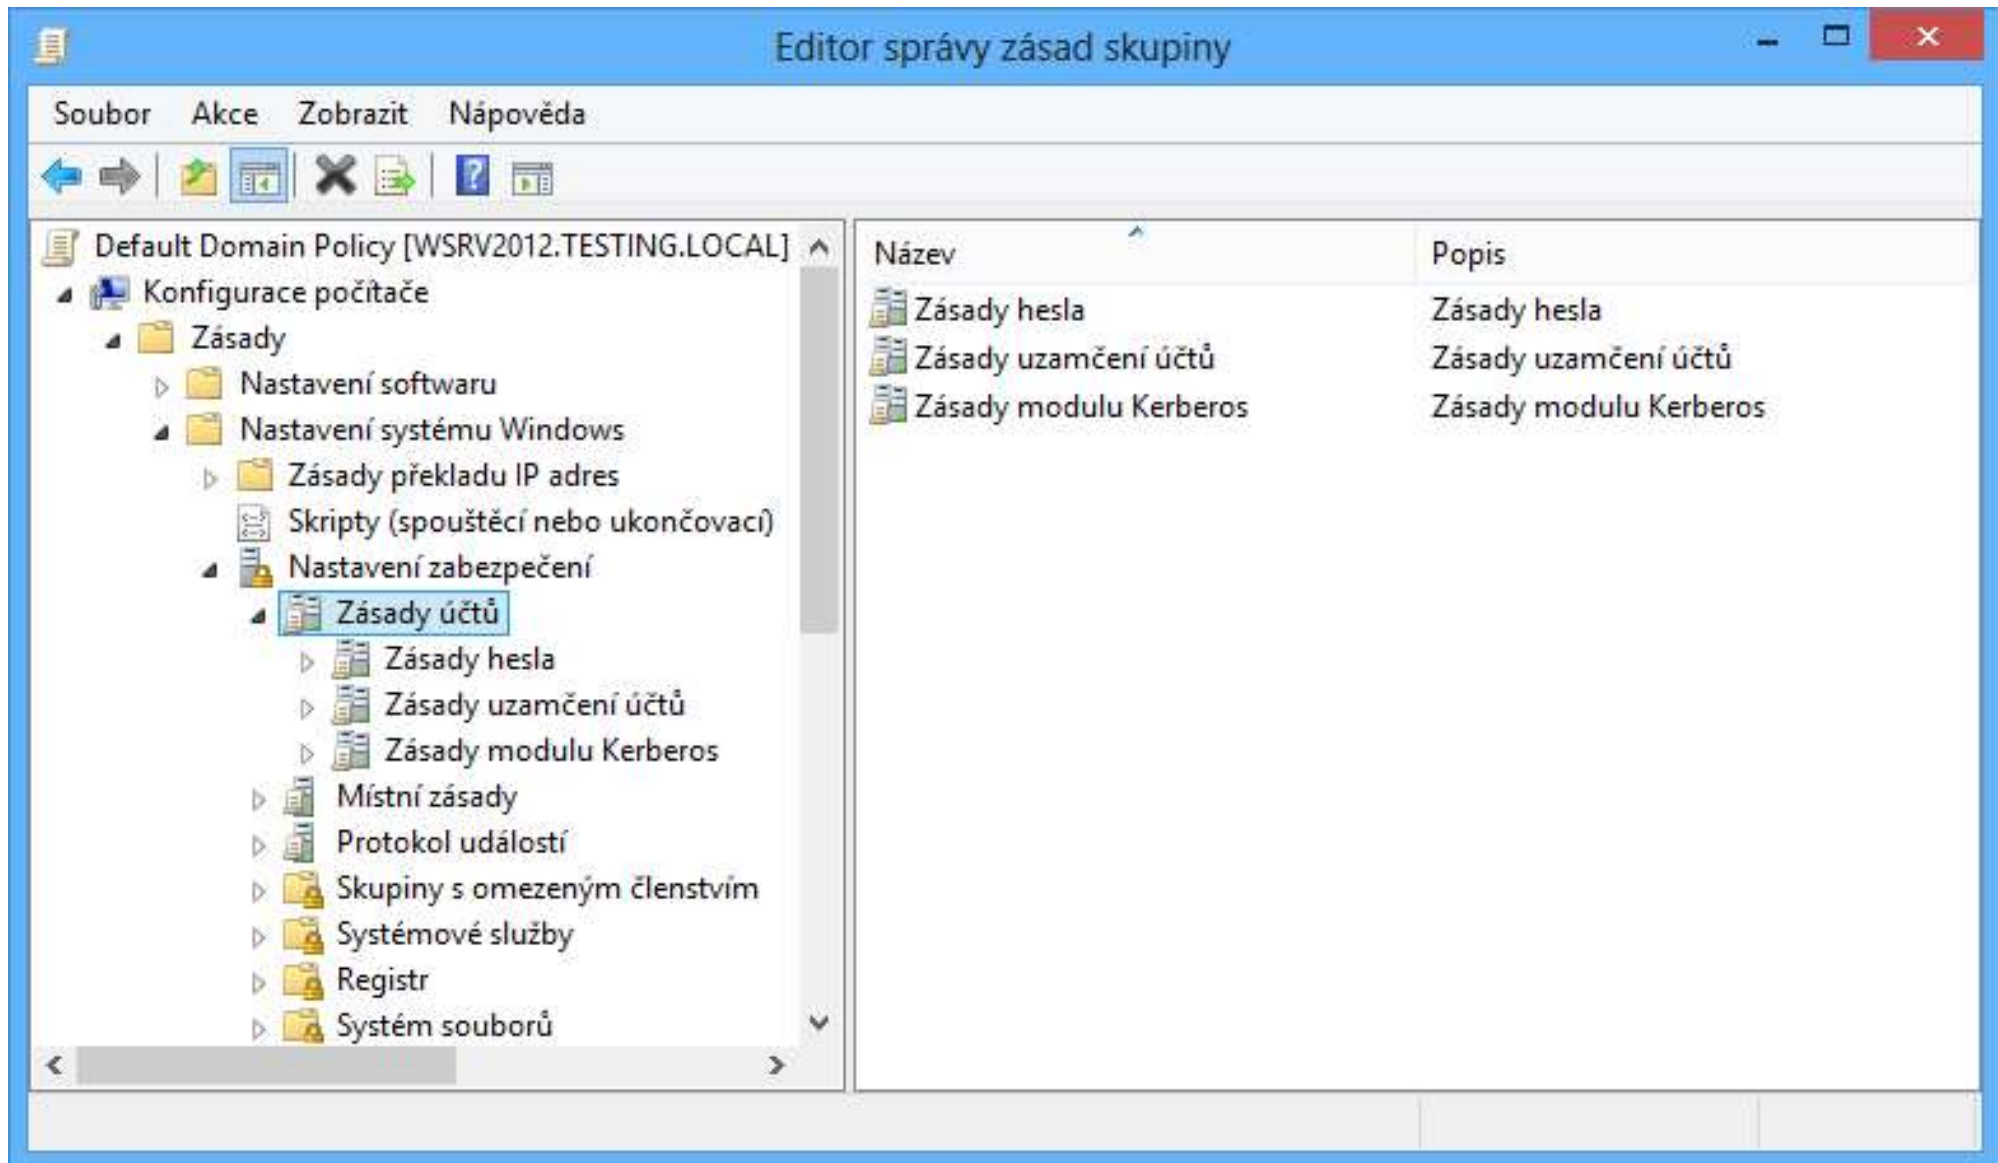 Editor správy zásad skupiny
Soubor Akce Zobrazit Nápověda
Default Domain Policy [WSRV2012.TESTING.LOCAL]
Konfigurace počítače
Zásady
Nastavení softwaru
Nastavení systému Windows
Zásady překladu IP adres
Skripty (spouštěcí nebo ukončovací)
Nastavení zabezpečení
Zásady účtů
Zásady hesla
Zásady uzamčení účtů
Zásady modulu Kerberos
Místní zásady
Protokol událostí
Skupiny s omezeným členstvím
Systémové služby
Registr
Systém souborů
Název Popis
Zásady hesla Zásady hesla
Zásady uzamčení účtů Zásady uzamčení účtů
Zásady modulu Kerberos Zásady modulu Kerberos